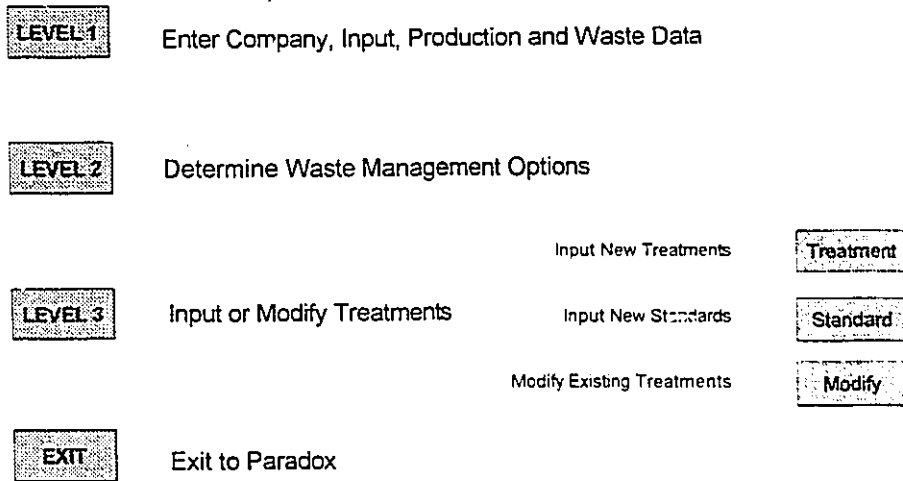 LEVEL 1 Enter Company, Input, Production and Waste Data
LEVEL 2 Determine Waste Management Options
Input New Treatments Treatment
LEVEL 3 Input or Modify Treatments Input New Standards Standard
Modify Existing Treatments Modify
EXIT Exit to Paradox